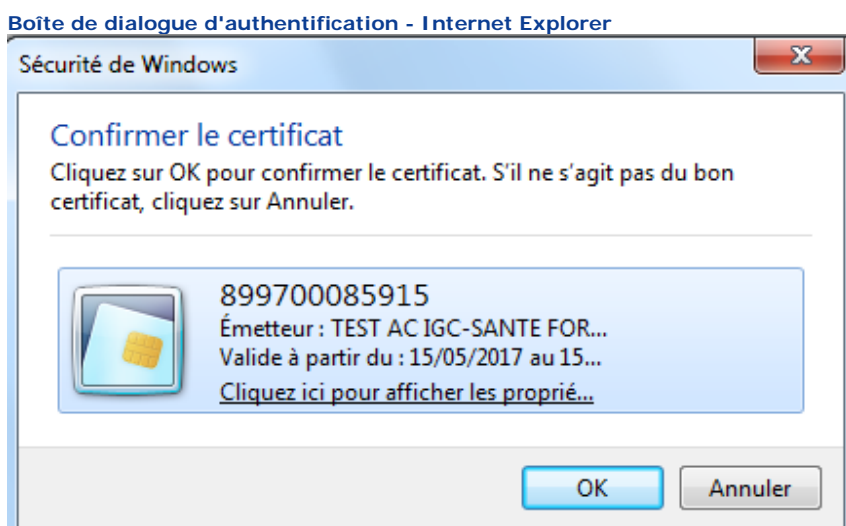 Boîte de dialogue d'authentification - Internet Explorer
Sécurité de Windows
Confirmer le certificat
Cliquez sur OK pour confirmer le certificat. S'il ne s'agit pas du bon
certificat, cliquez sur Annuler.
899700085915
Émetteur : TEST AC IGC-SANTE FOR...
Valide à partir du : 15/05/2017 au 15...
Cliquez ici pour afficher les proprié...
OK Annuler